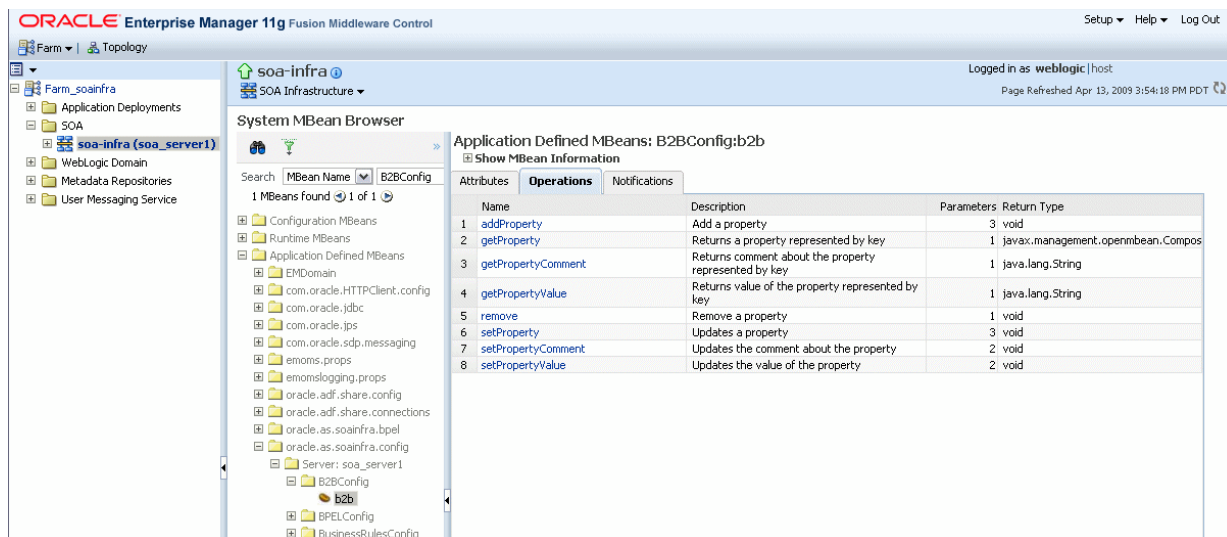 ORACLE Enterprise Manager 11g Fusion Middleware Control
Setup Help Log Out
Farm | Topology
Farm_soainfra
Application Deployments
SOA
soa-infra (soa_server1)
WebLogic Domain
Metadata Repositories
User Messaging Service
soa-infra
Logged in as weblogic|host
SOA Infrastructure
Page Refreshed Apr 13, 2009 3:54:18 PM PDT
System MBean Browser
Search MBean Name B2BConfig
1 MBeans found 1 of 1
Configuration MBeans
Runtime MBeans
Application Defined MBeans
EMDomain
com.oracle.HTTPClient.config
com.oracle.jdbc
com.oracle.jps
com.oracle.sdp.messaging
emoms.props
emomslogging.props
oracle.adf.share.config
oracle.adf.share.connections
oracle.as.soainfra.bpel
oracle.as.soainfra.config
Server: soa_server1
B2BConfig
b2b
BPELConfig
BusinessRulesConfig
Application Defined MBeans: B2BConfig:b2b
Show MBean Information
Attributes Operations Notifications
Name Description Parameters Return Type
1 addProperty Add a property 3 void
2 getProperty Returns a property represented by key 1 javax.management.openmbean.Compos
3 getPropertyComment Returns comment about the property represented by key 1 java.lang.String
4 getPropertyValue Returns value of the property represented by key 1 java.lang.String
5 remove Remove a property 1 void
6 setProperty Updates a property 3 void
7 setPropertyComment Updates the comment about the property 2 void
8 setPropertyValue Updates the value of the property 2 void